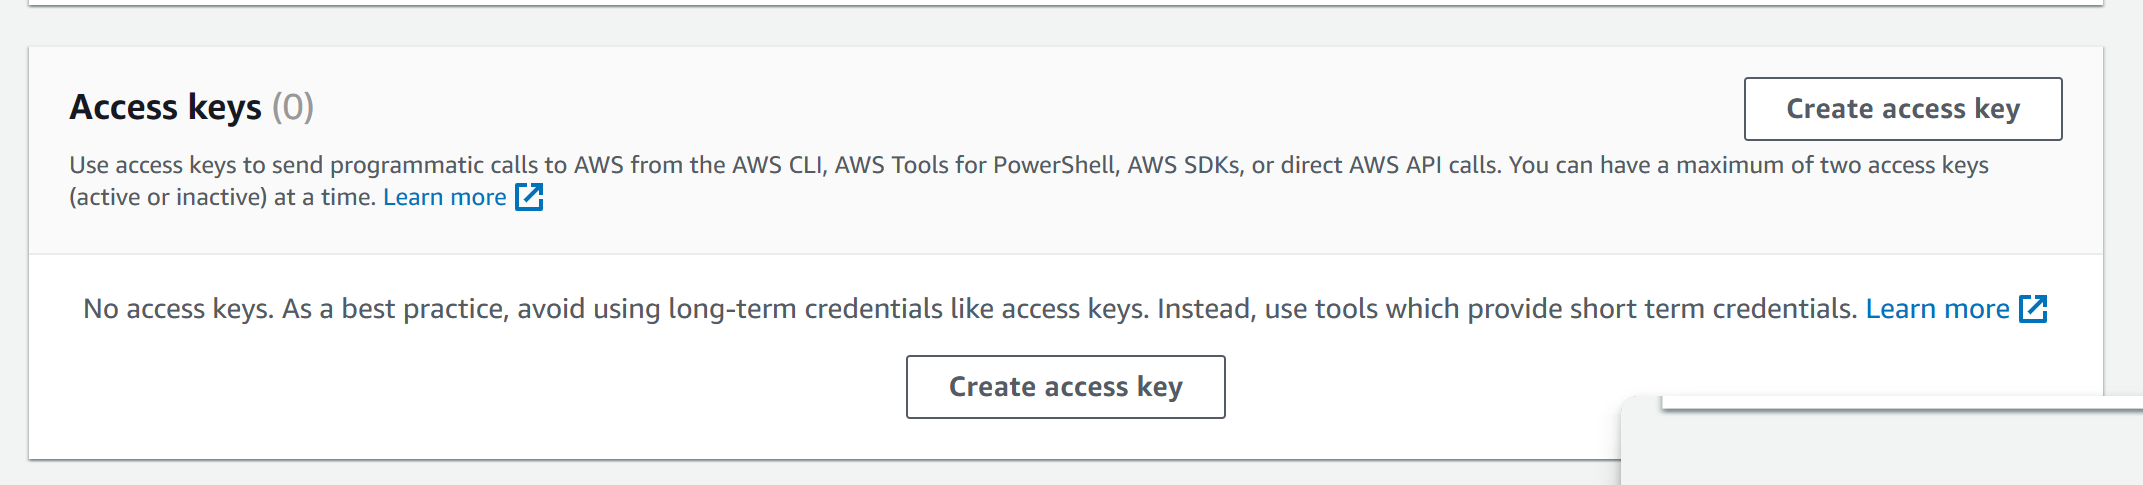 Access keys (0)
Create access key
Use access keys to send programmatic calls to AWS from the AWS CLI, AWS Tools for PowerShell, AWS SDKs, or direct AWS API calls. You can have a maximum of two access keys
(active or inactive) at a time. Learn more
No access keys. As a best practice, avoid using long-term credentials like access keys. Instead, use tools which provide short term credentials. Learn more
Create access key